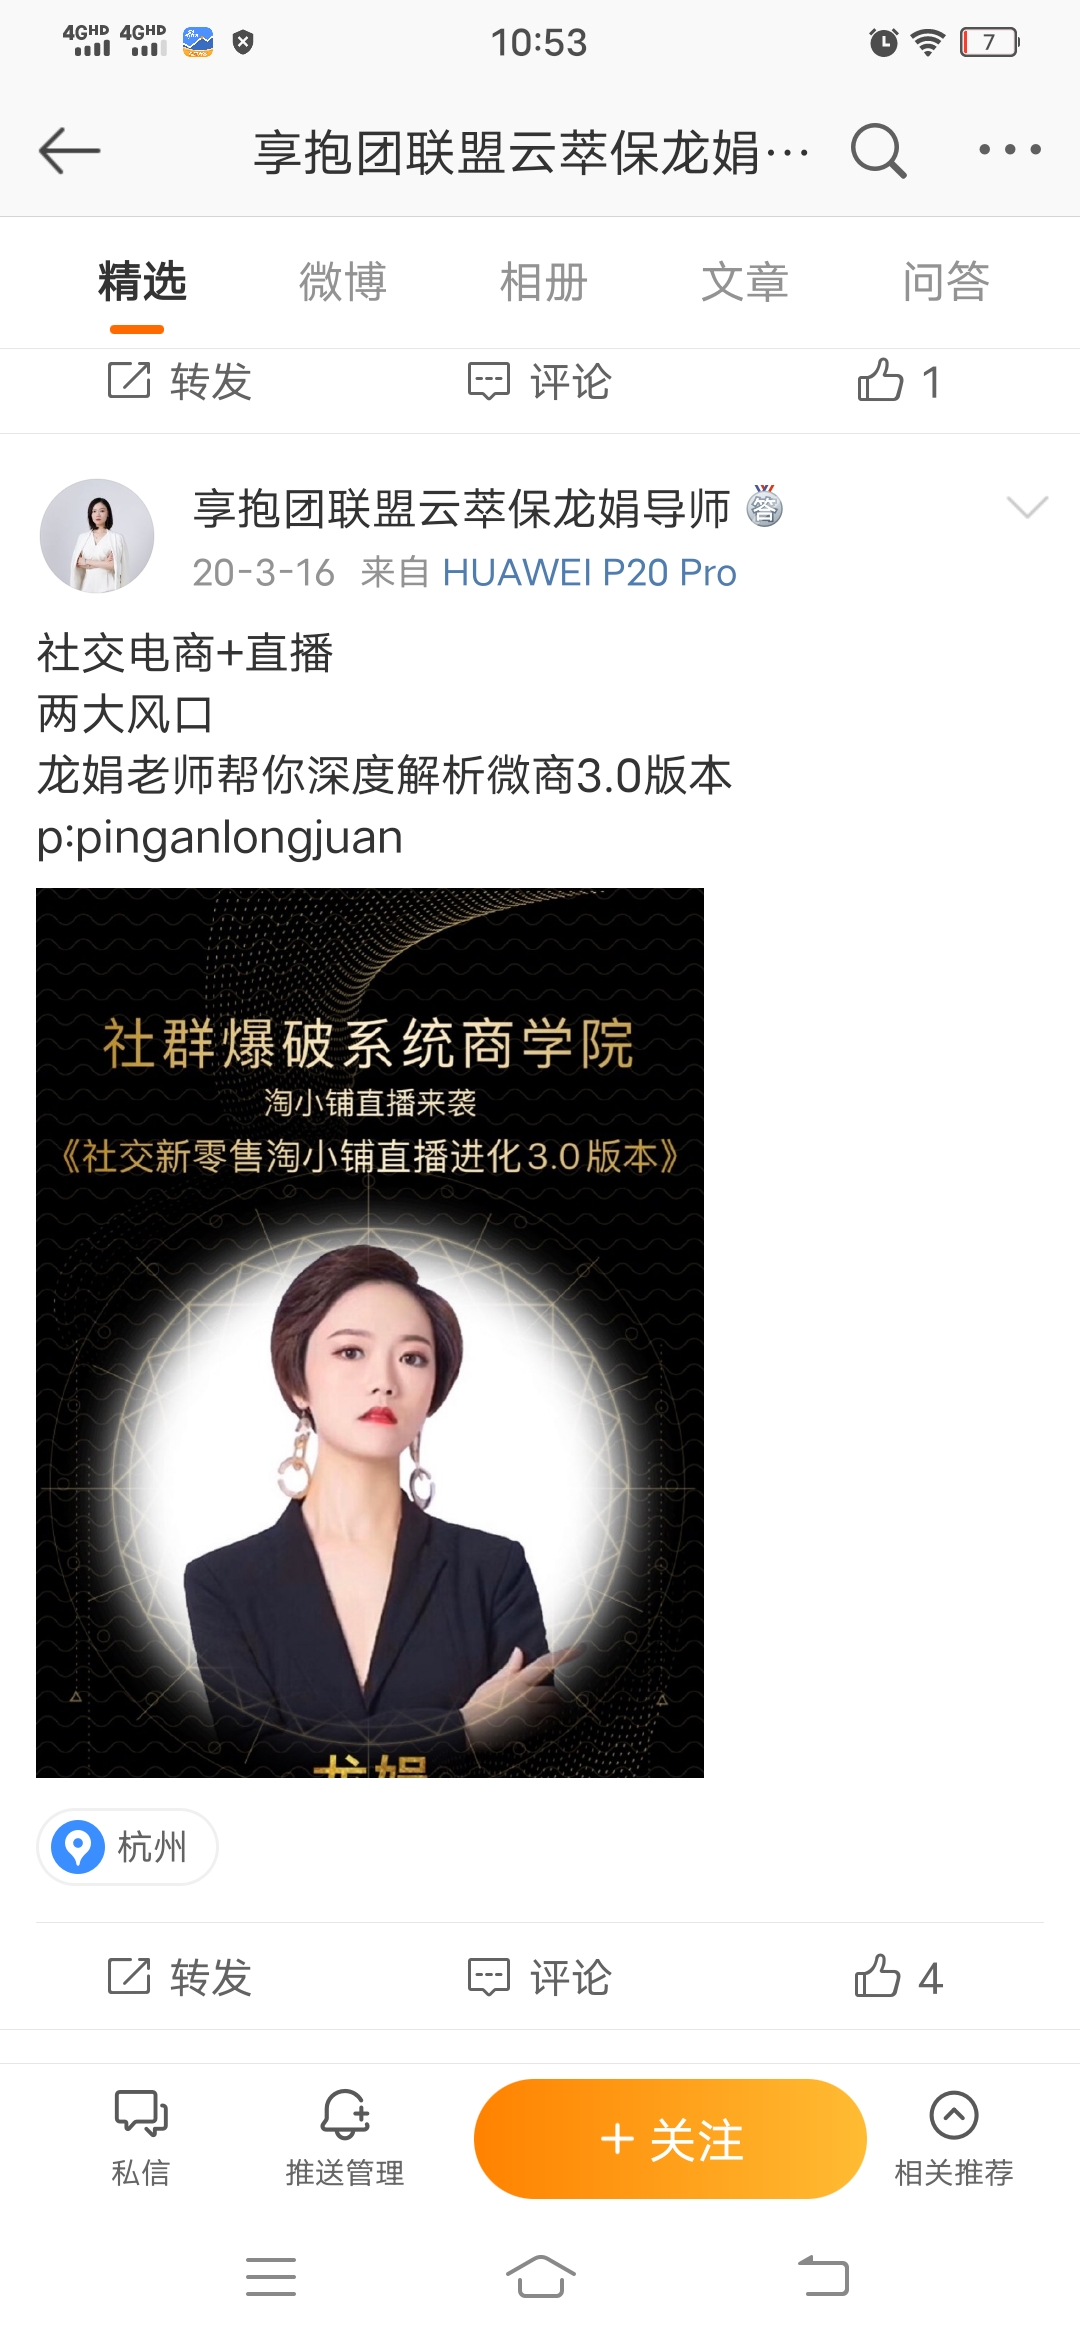 4GHD 4GHD 10:53 7
享抱团联盟云萃保龙娟···
精选 微博 相册 文章 问答
转发 评论 1
享抱团联盟云萃保龙娟导师 答
20-3-16 来自 HUAWEI P20 Pro
社交电商+直播
两大风口
龙娟老师帮你深度解析微商3.0版本
p:pinganlongjuan
社群爆破系统商学院
淘小铺直播来袭
《社交新零售淘小铺直播进化3.0版本》
龙娟
杭州
转发 评论 4
私信 推送管理 + 关注 相关推荐